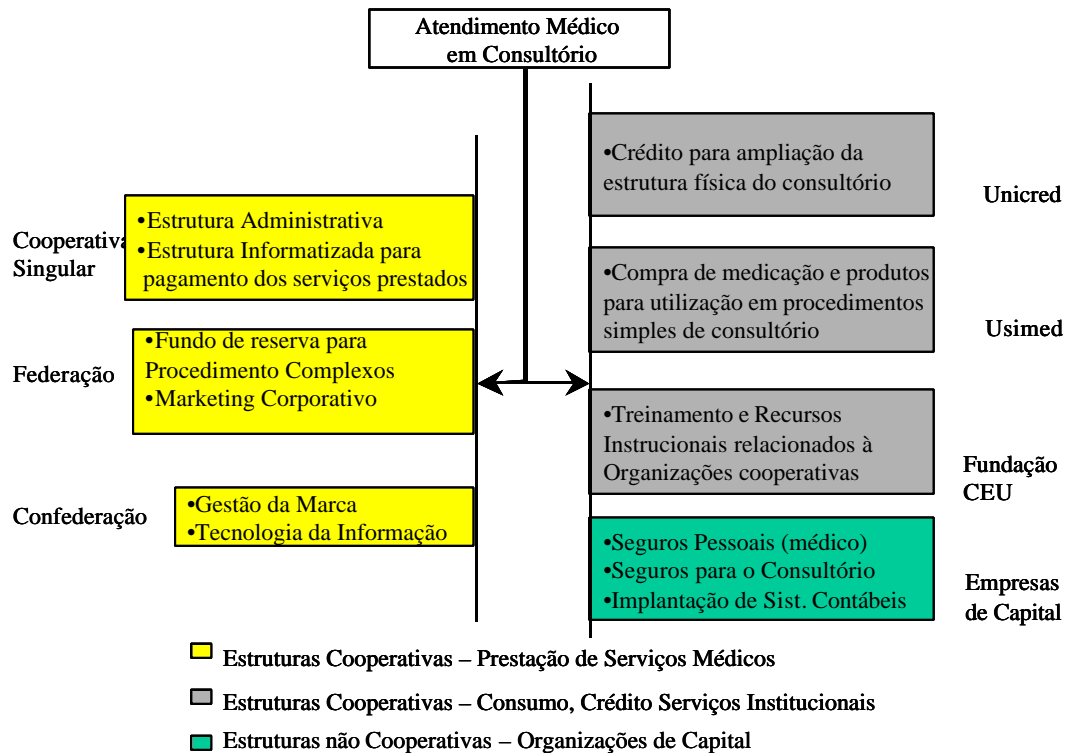 Atendimento Médico
em Consultório
•Crédito para ampliação da
estrutura física do consultório
Unicred
Cooperativa
Singular
•Estrutura Administrativa
•Estrutura Informatizada para
pagamento dos serviços prestados
•Compra de medicação e produtos
para utilização em procedimentos
simples de consultório
Usimed
Federação
•Fundo de reserva para
Procedimento Complexos
•Marketing Corporativo
•Treinamento e Recursos
Instrucionais relacionados à
Organizações cooperativas
Fundação
CEU
Confederação
•Gestão da Marca
•Tecnologia da Informação
•Seguros Pessoais (médico)
•Seguros para o Consultório
•Implantação de Sist. Contábeis
Empresas
de Capital
Estruturas Cooperativas – Prestação de Serviços Médicos
Estruturas Cooperativas – Consumo, Crédito Serviços Institucionais
Estruturas não Cooperativas – Organizações de Capital